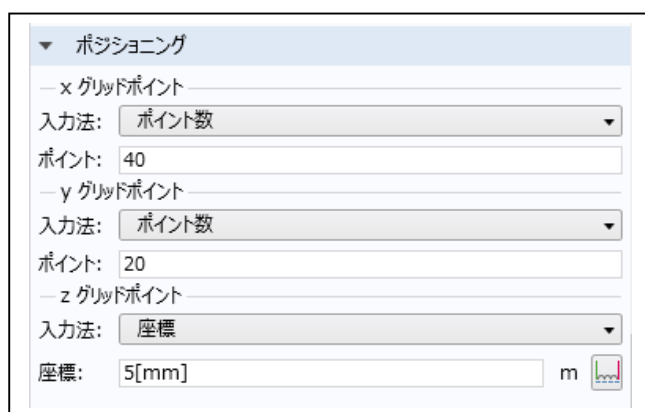 ポジショニング
x グリッドポイント
入力法: ポイント数
ポイント: 40
y グリッドポイント
入力法: ポイント数
ポイント: 20
z グリッドポイント
入力法: 座標
座標: 5[mm] m